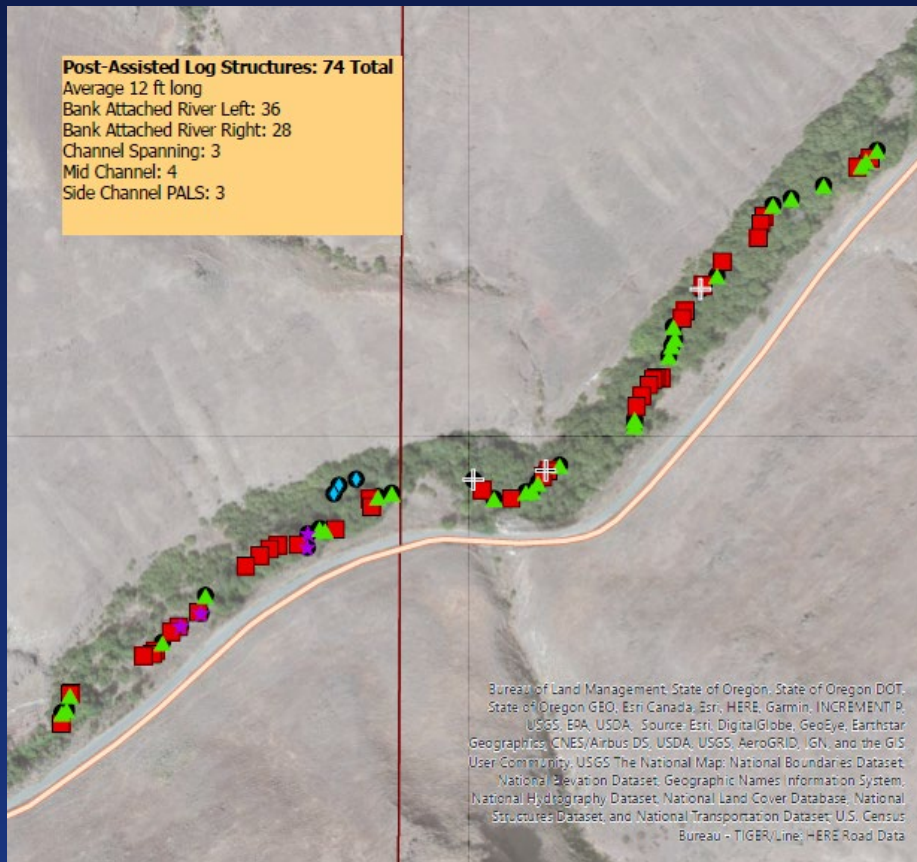 Post-Assisted Log Structures: 74 Total
Average 12 ft long
Bank Attached River Left: 36
Bank Attached River Right: 28
Channel Spanning: 3
Mid Channel: 4
Side Channel PALS: 3
Bureau of Land Management, State of Oregon, State of Oregon DOT,
State of Oregon GEO, Esri Canada, Esri, HERE, Garmin, INCREMENT P,
USGS, EPA, USDA, Source: Esri, DigitalGlobe, GeoEye, Earthstar
Geographics, CNES/Airbus DS, USDA, USGS, AeroGRID, IGN, and the GIS
User Community, USGS The National Map: National Boundaries Dataset,
National Elevation Dataset, Geographic Names Information System,
National Hydrography Dataset, National Land Cover Database, National
Structures Dataset, and National Transportation Dataset; U.S. Census
Bureau - TIGER/Line; HERE Road Data